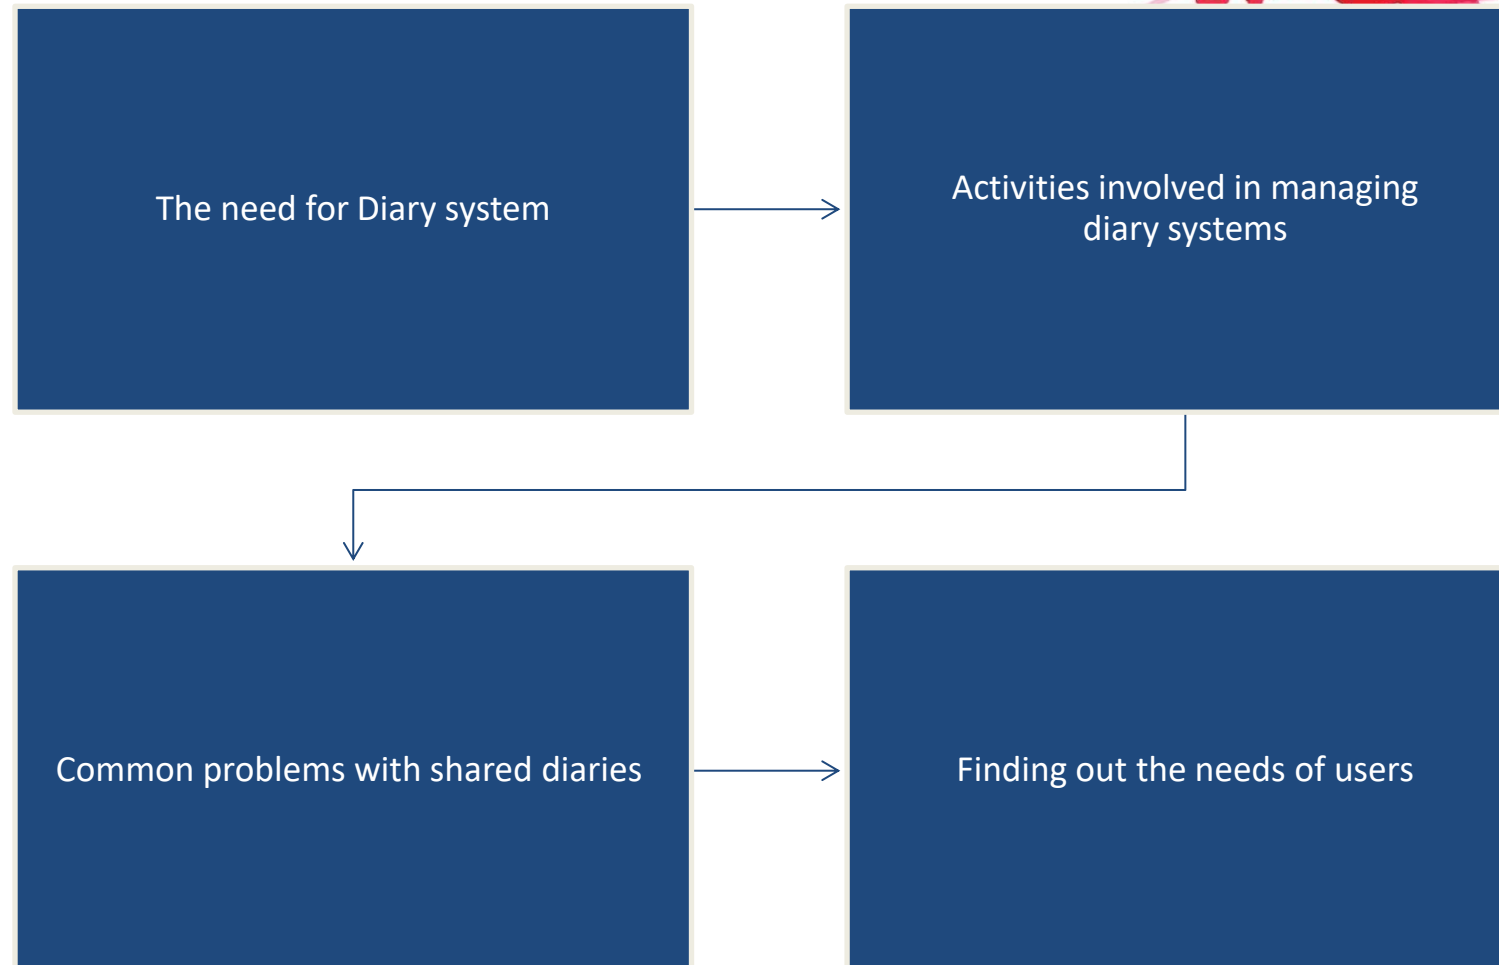 The need for Diary system
Activities involved in managing
diary systems
Common problems with shared diaries
Finding out the needs of users